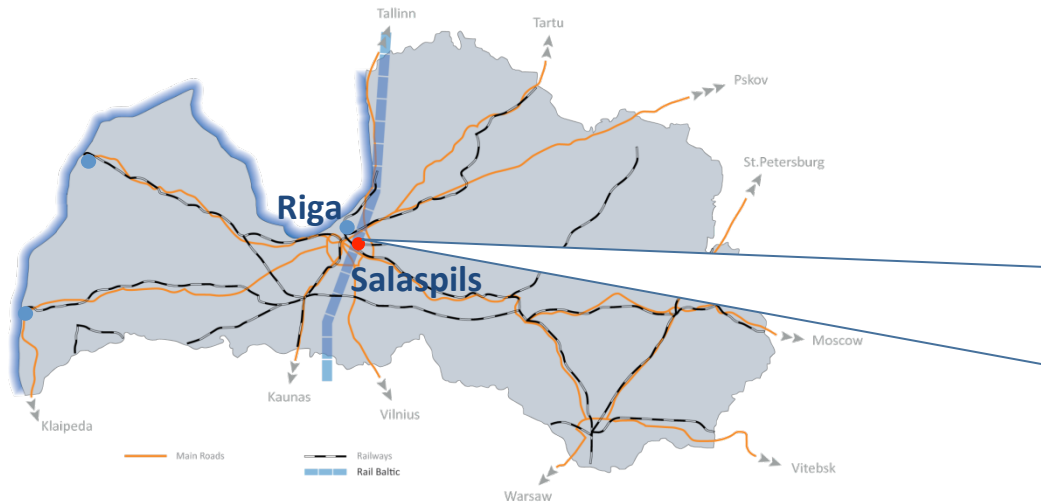 Tallinn
Tartu
Pskov
St.Petersburg
Riga
Salaspils
Moscow
Kaunas
Vilnius
Klaipeda
Main Roads
Railways
Rail Baltic
Vitebsk
Warsaw